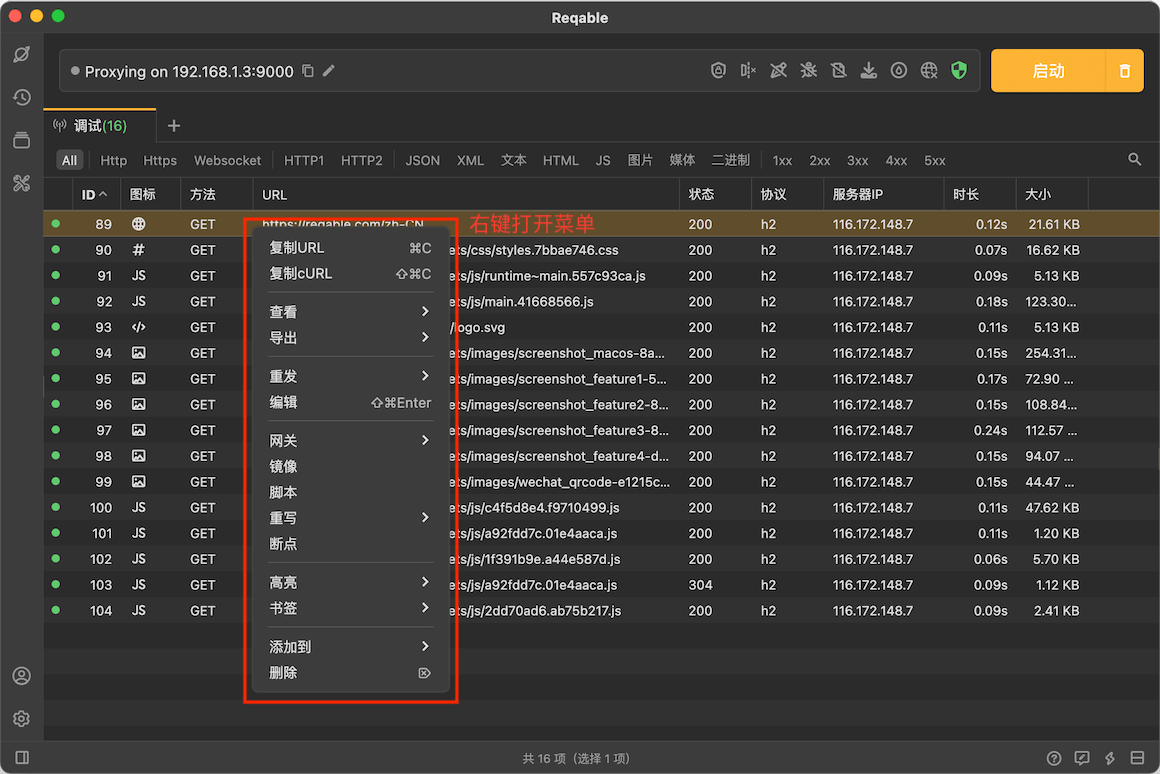 Reqable
Proxying on 192.168.1.3:9000
启动
调试(16)
All Http Https Websocket HTTP1 HTTP2 JSON XML 文本 HTML JS 图片 媒体 二进制 1xx 2xx 3xx 4xx 5xx
ID 图标 方法 URL 状态 协议 服务器IP 时长 大小
89 GET https://reqable.com/zh-CN 右键打开菜单 200 h2 116.172.148.7 0.12s 21.61 KB
90 # GET ets/css/styles.7bbae746.css 200 h2 116.172.148.7 0.07s 16.62 KB
91 JS GET ets/js/runtime~main.557c93ca.js 200 h2 116.172.148.7 0.09s 5.13 KB
92 JS GET ets/js/main.41668566.js 200 h2 116.172.148.7 0.18s 123.30...
93 </> GET /logo.svg 200 h2 116.172.148.7 0.11s 5.13 KB
94 GET ets/images/screenshot_macos-8a... 200 h2 116.172.148.7 0.15s 254.31...
95 GET ets/images/screenshot_feature1-5... 200 h2 116.172.148.7 0.17s 72.90 ...
96 GET ets/images/screenshot_feature2-8... 200 h2 116.172.148.7 0.15s 108.84...
97 GET ets/images/screenshot_feature3-8... 200 h2 116.172.148.7 0.24s 112.57 ...
98 GET ets/images/screenshot_feature4-d... 200 h2 116.172.148.7 0.15s 94.07 ...
99 GET ets/images/wechat_qrcode-e1215c... 200 h2 116.172.148.7 0.15s 44.47 ...
100 JS GET ets/js/c4f5d8e4.f9710499.js 200 h2 116.172.148.7 0.11s 47.62 KB
101 JS GET ets/js/a92fdd7c.01e4aaca.js 200 h2 116.172.148.7 0.11s 1.20 KB
102 JS GET ets/js/1f391b9e.a44e587d.js 200 h2 116.172.148.7 0.06s 5.70 KB
103 JS GET ets/js/a92fdd7c.01e4aaca.js 304 h2 116.172.148.7 0.09s 1.12 KB
104 JS GET ets/js/2dd70ad6.ab75b217.js 200 h2 116.172.148.7 0.09s 2.41 KB
复制URL ⌘C
复制cURL ⇧⌘C
查看
导出
重发
编辑 ⇧⌘Enter
网关
镜像
脚本
重写
断点
高亮
书签
添加到
删除
共 16 项（选择 1 项）